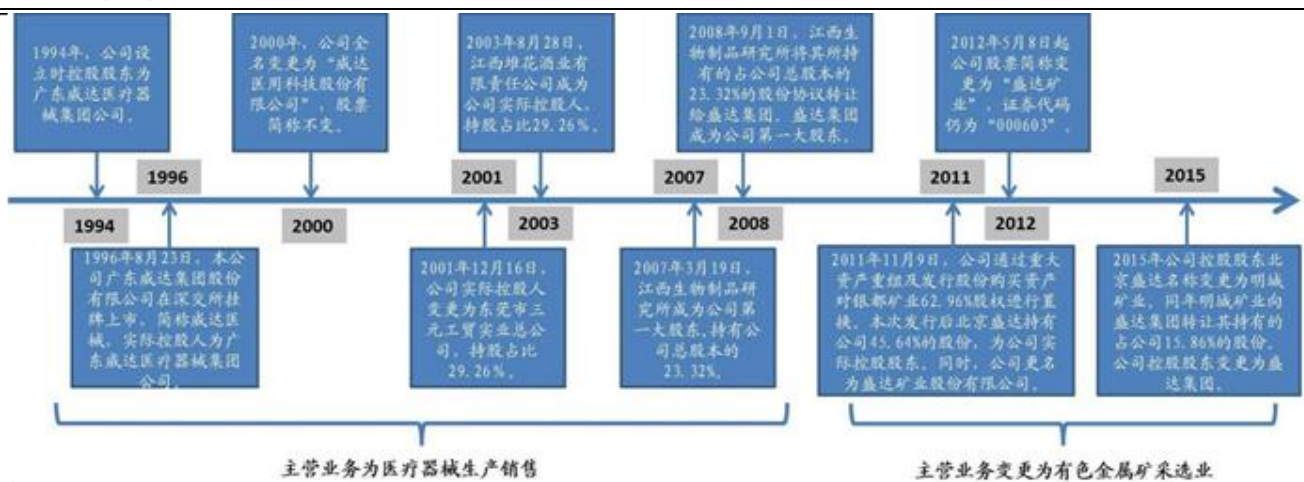 1994年，公司设
立时控股股东为
广东威达医疗器
械集团公司。
2000年，公司全
名变更为“威达
医用科技股份有
限公司”，股票
简称不变。
2003年8月28日，
江西堆花酒业有
限责任公司成为
公司实际控股人，
持股占比29.26%。
2008年9月1日，江西生
物制品研究所将其所持
有的占公司总股本的
23.32%的股份协议转让
给盛达集团，盛达集团
成为公司第一大股东。
2012年5月8日起
公司股票简称变
更为“盛达矿
业”，证券代码
仍为“000603”。
1996
2001
2007
2011
2015
1994
2000
2003
2008
2012
1996年8月23日，本公
司广东威达集团股份
有限公司在深交所挂
牌上市，简称威达医
械，实际控股人为广
东威达医疗器械集团
公司。
2001年12月16日，
公司实际控股人
变更为东莞市三
元工贸实业总公
司，持股占比
29.26%。
2007年3月19日，
江西生物制品研
究所成为公司第
一大股东,持有公
司总股本的
23.32%。
2011年11月9日，公司通过重大
资产重组及发行股份购买资产
对银都矿业62.96%股权进行置
换。本次发行后北京盛达持有
公司45.64%的股份，为公司实
际控股股东。同时，公司更名
为盛达矿业股份有限公司。
2015年公司控股股东北
京盛达名称变更为明城
矿业，同年明城矿业向
盛达集团转让其持有的
占公司15.86%的股份。
公司控股股东变更为盛
达集团。
主营业务为医疗器械生产销售
主营业务变更为有色金属矿采选业